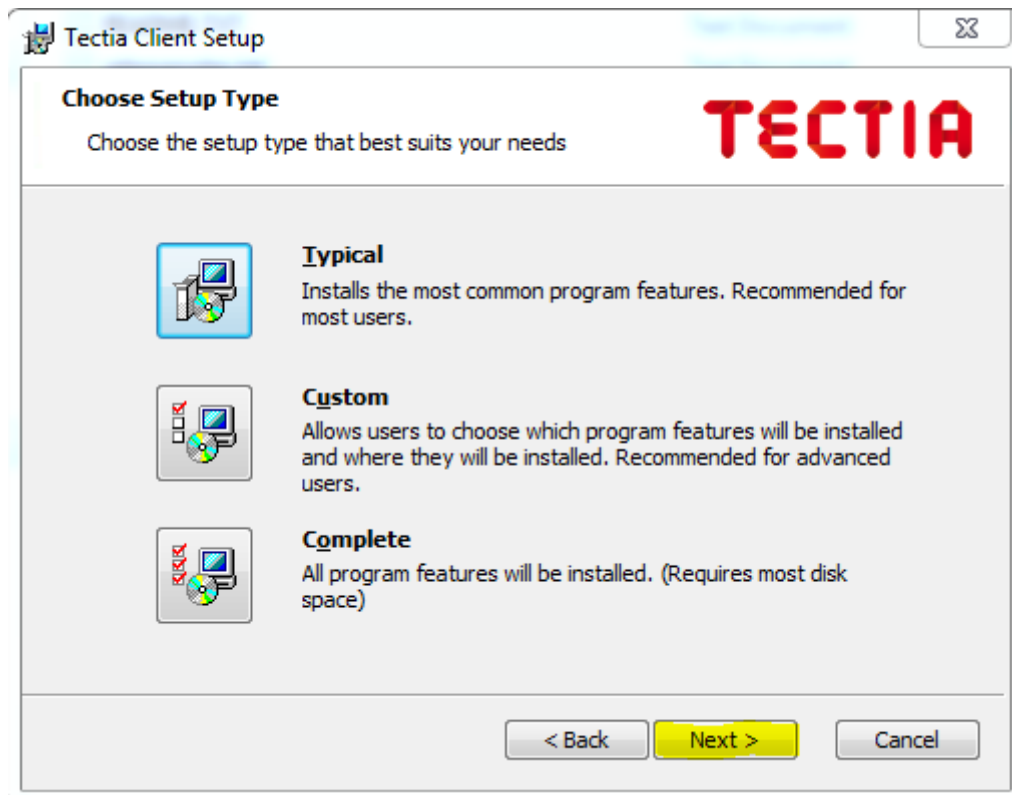 Tectia Client Setup
Choose Setup Type
Choose the setup type that best suits your needs
TECTIA
Typical
Installs the most common program features. Recommended for
most users.
Custom
Allows users to choose which program features will be installed
and where they will be installed. Recommended for advanced
users.
Complete
All program features will be installed. (Requires most disk
space)
< Back
Next >
Cancel